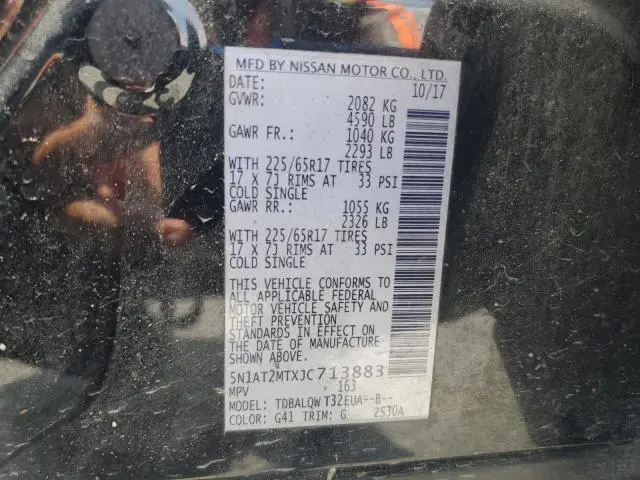 MFD BY NISSAN MOTOR CO., LTD.
DATE: 10/17
GVWR: 2082 KG
4590 LB
GAWR FR.: 1040 KG
2293 LB
WITH 225/65R17 TIRES
17 X 7J RIMS AT 33 PSI
COLD SINGLE
GAWR RR.: 1055 KG
2326 LB
WITH 225/65R17 TIRES
17 X 7J RIMS AT 33 PSI
COLD SINGLE
THIS VEHICLE CONFORMS TO
ALL APPLICABLE FEDERAL
MOTOR VEHICLE SAFETY AND
THEFT PREVENTION
STANDARDS IN EFFECT ON
THE DATE OF MANUFACTURE
SHOWN ABOVE.
5N1AT2MTXJC713883
MPV 163
MODEL: TDBALQW T32EUA--B--
COLOR: G41 TRIM: G 2530A